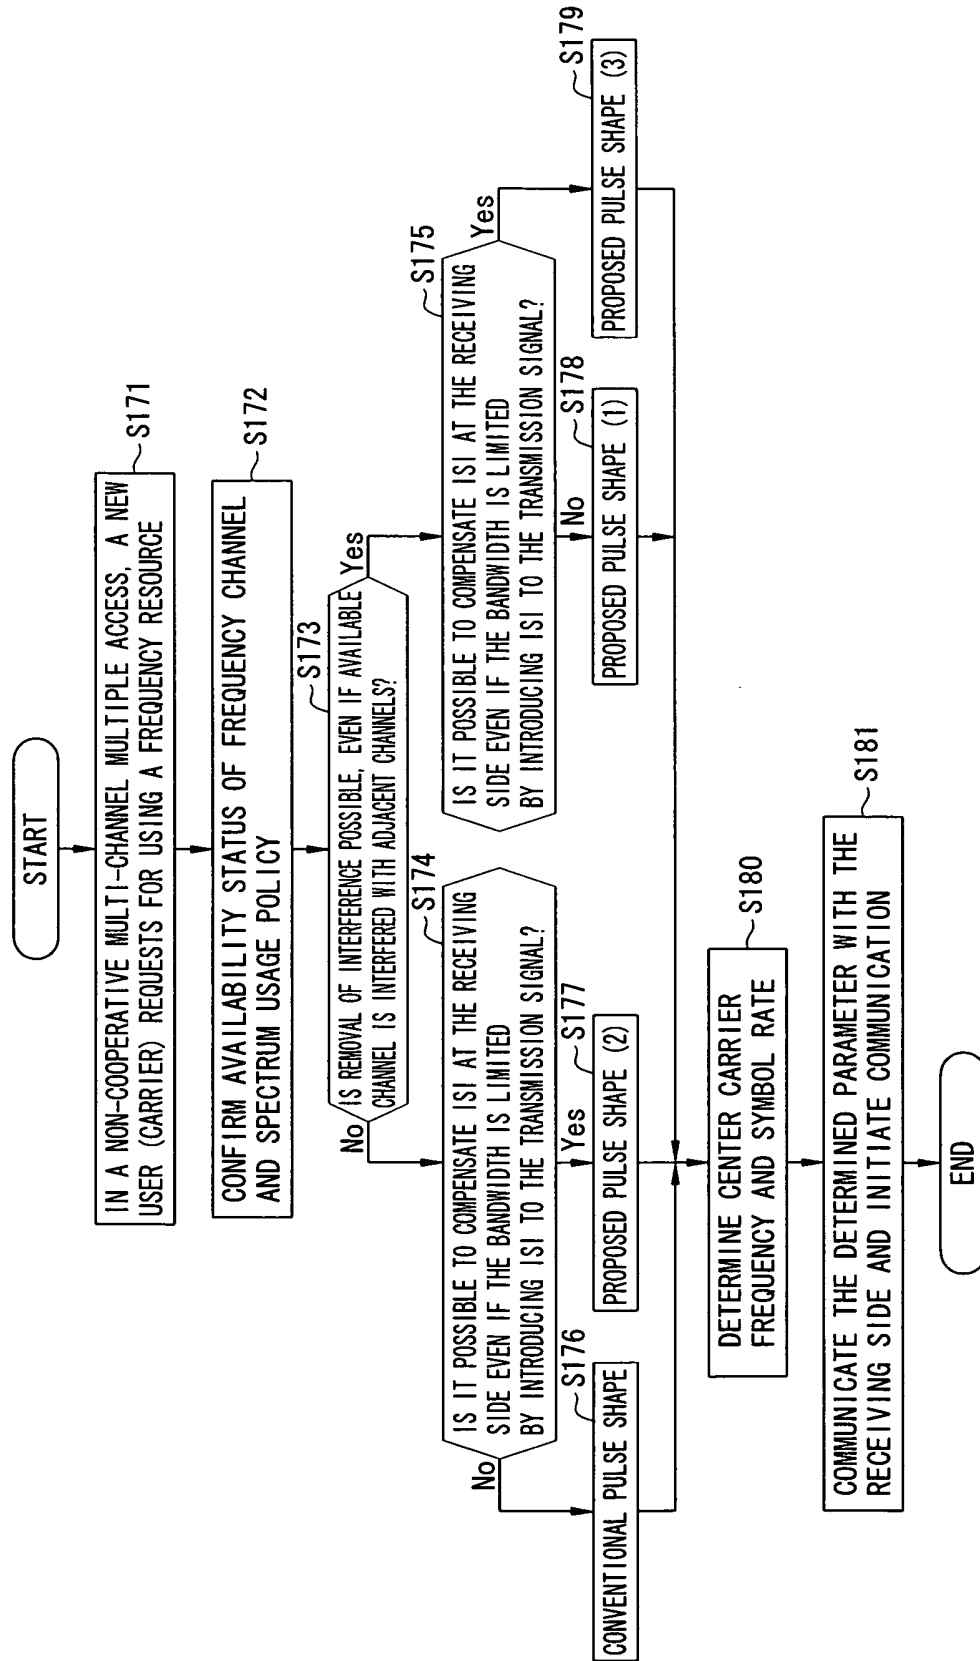 START
IN A NON-COOPERATIVE MULTI-CHANNEL MULTIPLE ACCESS, A NEW
USER (CARRIER) REQUESTS FOR USING A FREQUENCY RESOURCE
S171
CONFIRM AVAILABILITY STATUS OF FREQUENCY CHANNEL
AND SPECTRUM USAGE POLICY
S172
IS REMOVAL OF INTERFERENCE POSSIBLE, EVEN IF AVAILABLE
CHANNEL IS INTERFERED WITH ADJACENT CHANNELS?
S173
No
Yes
IS IT POSSIBLE TO COMPENSATE ISI AT THE RECEIVING
SIDE EVEN IF THE BANDWIDTH IS LIMITED
BY INTRODUCING ISI TO THE TRANSMISSION SIGNAL?
S174
No
Yes
IS IT POSSIBLE TO COMPENSATE ISI AT THE RECEIVING
SIDE EVEN IF THE BANDWIDTH IS LIMITED
BY INTRODUCING ISI TO THE TRANSMISSION SIGNAL?
S175
No
Yes
CONVENTIONAL PULSE SHAPE
S176
PROPOSED PULSE SHAPE (2)
S177
PROPOSED PULSE SHAPE (1)
S178
PROPOSED PULSE SHAPE (3)
S179
DETERMINE CENTER CARRIER
FREQUENCY AND SYMBOL RATE
S180
COMMUNICATE THE DETERMINED PARAMETER WITH THE
RECEIVING SIDE AND INITIATE COMMUNICATION
S181
END